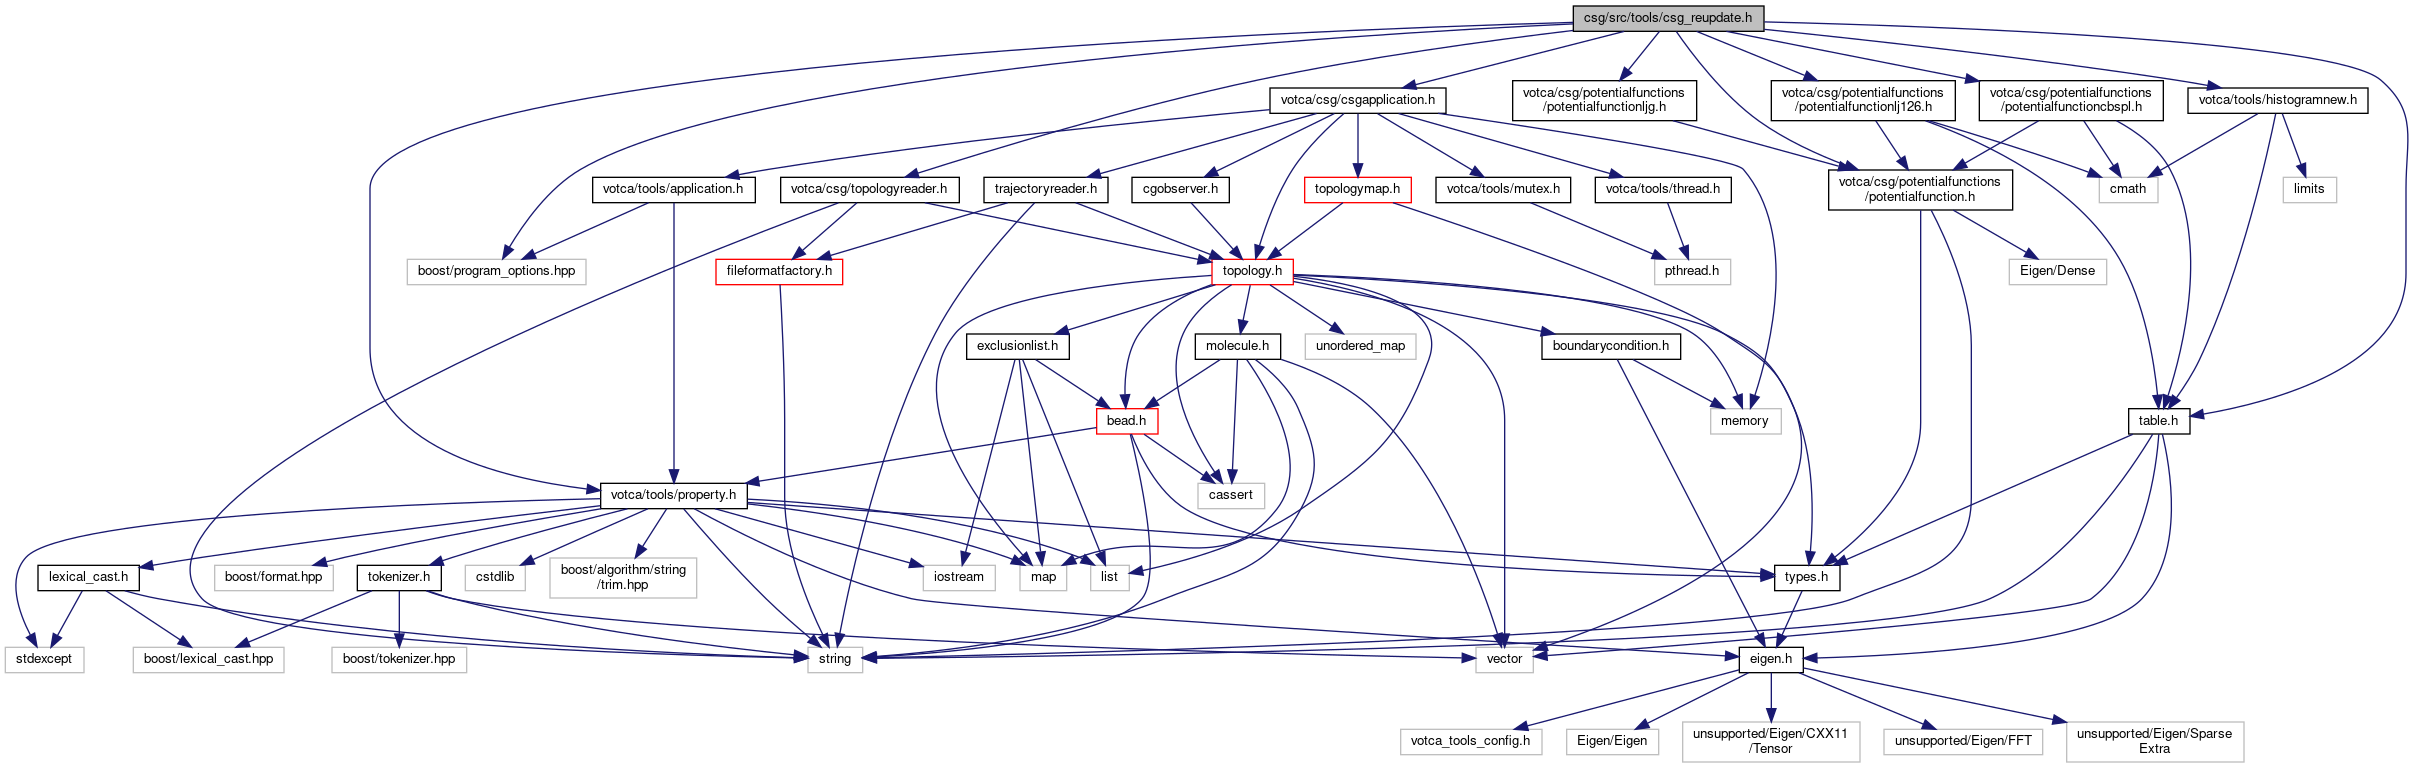 csg/src/tools/csg_reupdate.h
votca/csg/csgapplication.h
votca/csg/potentialfunctions
/potentialfunctionljg.h
votca/csg/potentialfunctions
/potentialfunctionlj126.h
votca/csg/potentialfunctions
/potentialfunctioncbspl.h
votca/tools/histogramnew.h
votca/tools/application.h
votca/csg/topologyreader.h
trajectoryreader.h
cgobserver.h
topologymap.h
votca/tools/mutex.h
votca/tools/thread.h
votca/csg/potentialfunctions
/potentialfunction.h
cmath
limits
boost/program_options.hpp
fileformatfactory.h
topology.h
pthread.h
Eigen/Dense
exclusionlist.h
molecule.h
unordered_map
boundarycondition.h
bead.h
memory
table.h
votca/tools/property.h
cassert
lexical_cast.h
boost/format.hpp
tokenizer.h
cstdlib
boost/algorithm/string
/trim.hpp
iostream
map
list
types.h
stdexcept
boost/lexical_cast.hpp
boost/tokenizer.hpp
string
vector
eigen.h
votca_tools_config.h
Eigen/Eigen
unsupported/Eigen/CXX11
/Tensor
unsupported/Eigen/FFT
unsupported/Eigen/Sparse
Extra